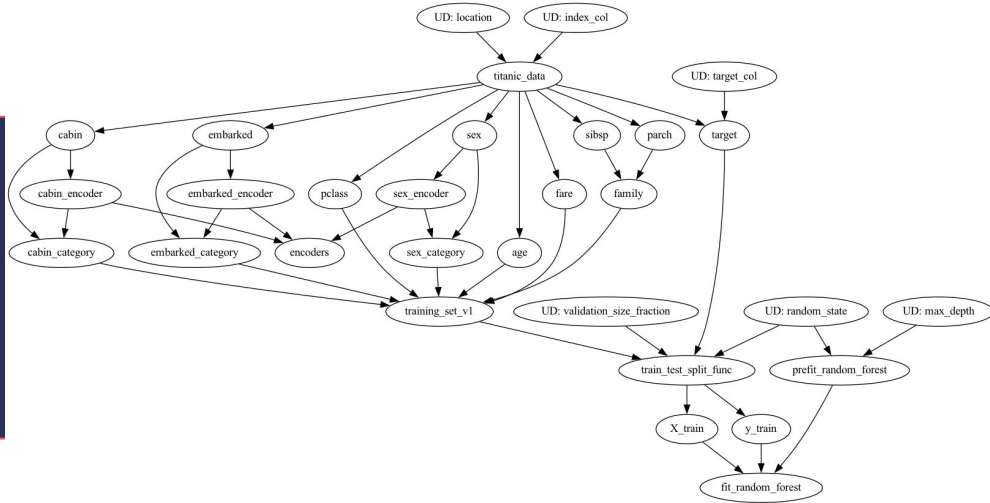 UD: location
UD: index_col
titanic_data
UD: target_col
cabin
embarked
sex
sibsp
parch
target
cabin_encoder
embarked_encoder
pclass
sex_encoder
fare
family
cabin_category
embarked_category
encoders
sex_category
age
training_set_v1
UD: validation_size_fraction
UD: random_state
UD: max_depth
train_test_split_func
prefit_random_forest
X_train
y_train
fit_random_forest